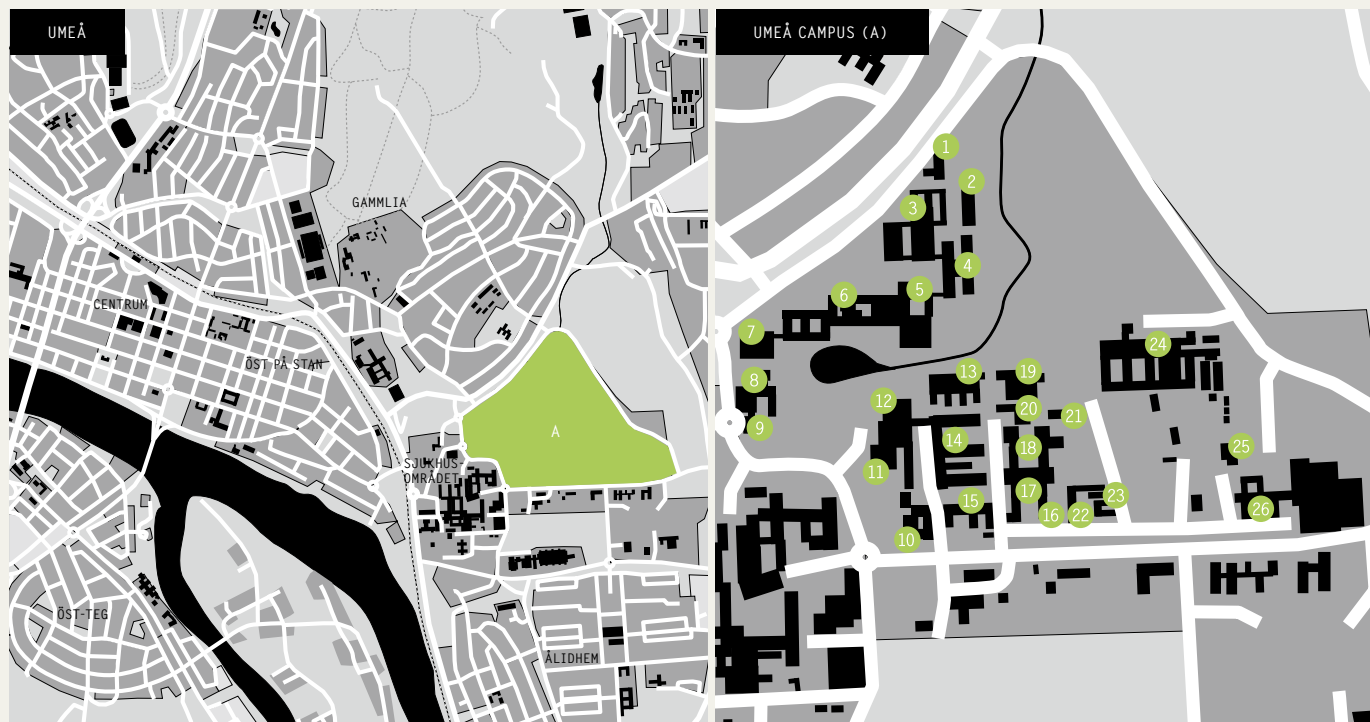 UMEÅ
GAMMLIA
CENTRUM
ÖST PÅ STAN
A
SJUKHUS-
OMRÅDET
ÖST-TEG
ÅLIDHEM
UMEÅ CAMPUS (A)
1
2
3
4
5
6
7
8
9
10
11
12
13
14
15
16
17
18
19
20
21
22
23
24
25
26